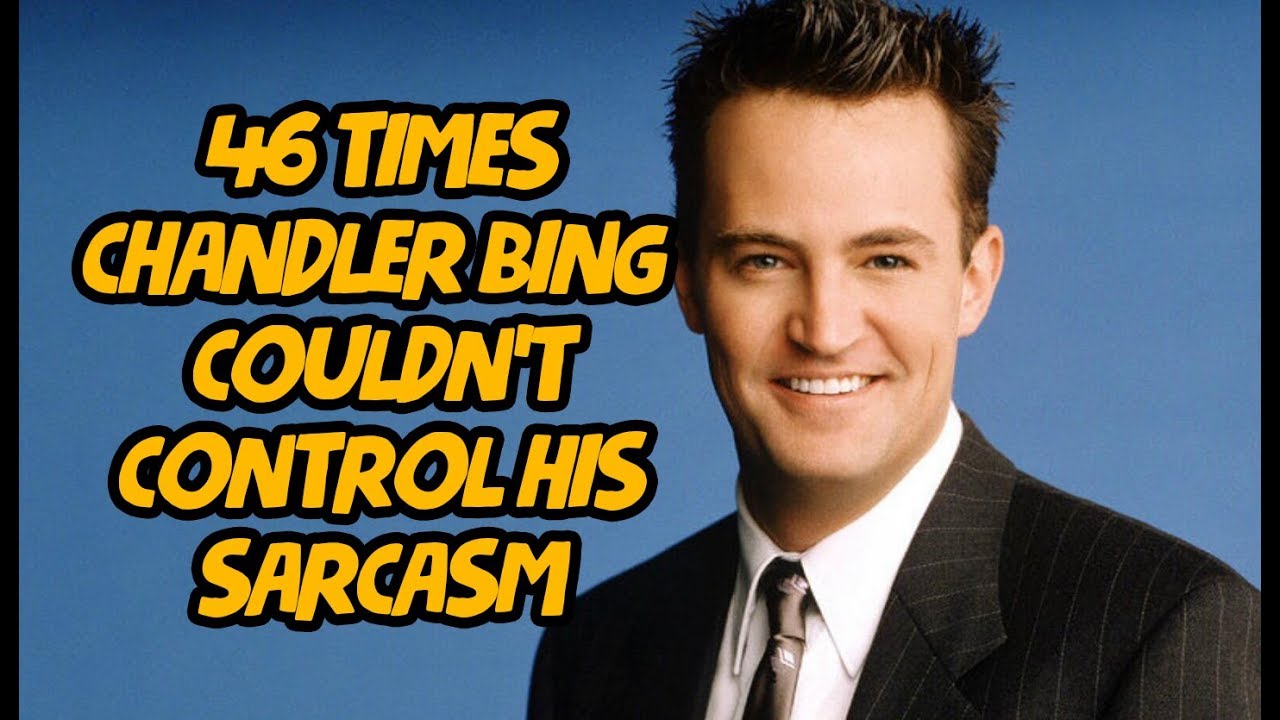 46 TIMES
CHANDLER BING
COULDN'T
CONTROL HIS
SARCASM